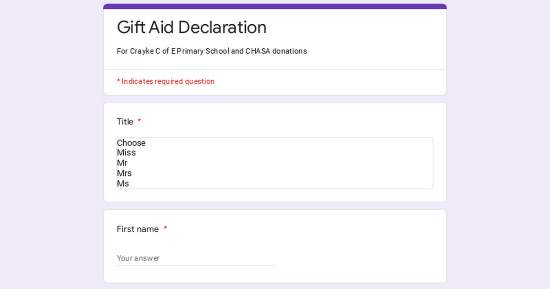 Gift Aid Declaration
For Crayke C of E Primary School and CHASA donations
* Indicates required question
Title *
Choose
Miss
Mr
Mrs
Ms
First name *
Your answer